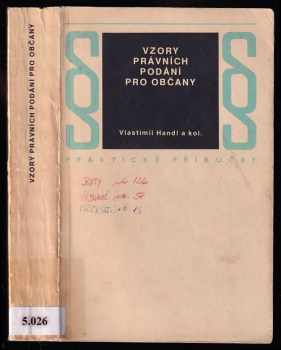 VZORY PRÁVNÍCH PODÁNÍ PRO OBČANY
5.026
VZORY
PRÁVNÍCH
PODÁNÍ
PRO OBČANY
Vlastimil Handl a kol.
PRAKTICKÉ PŘÍRUČKY